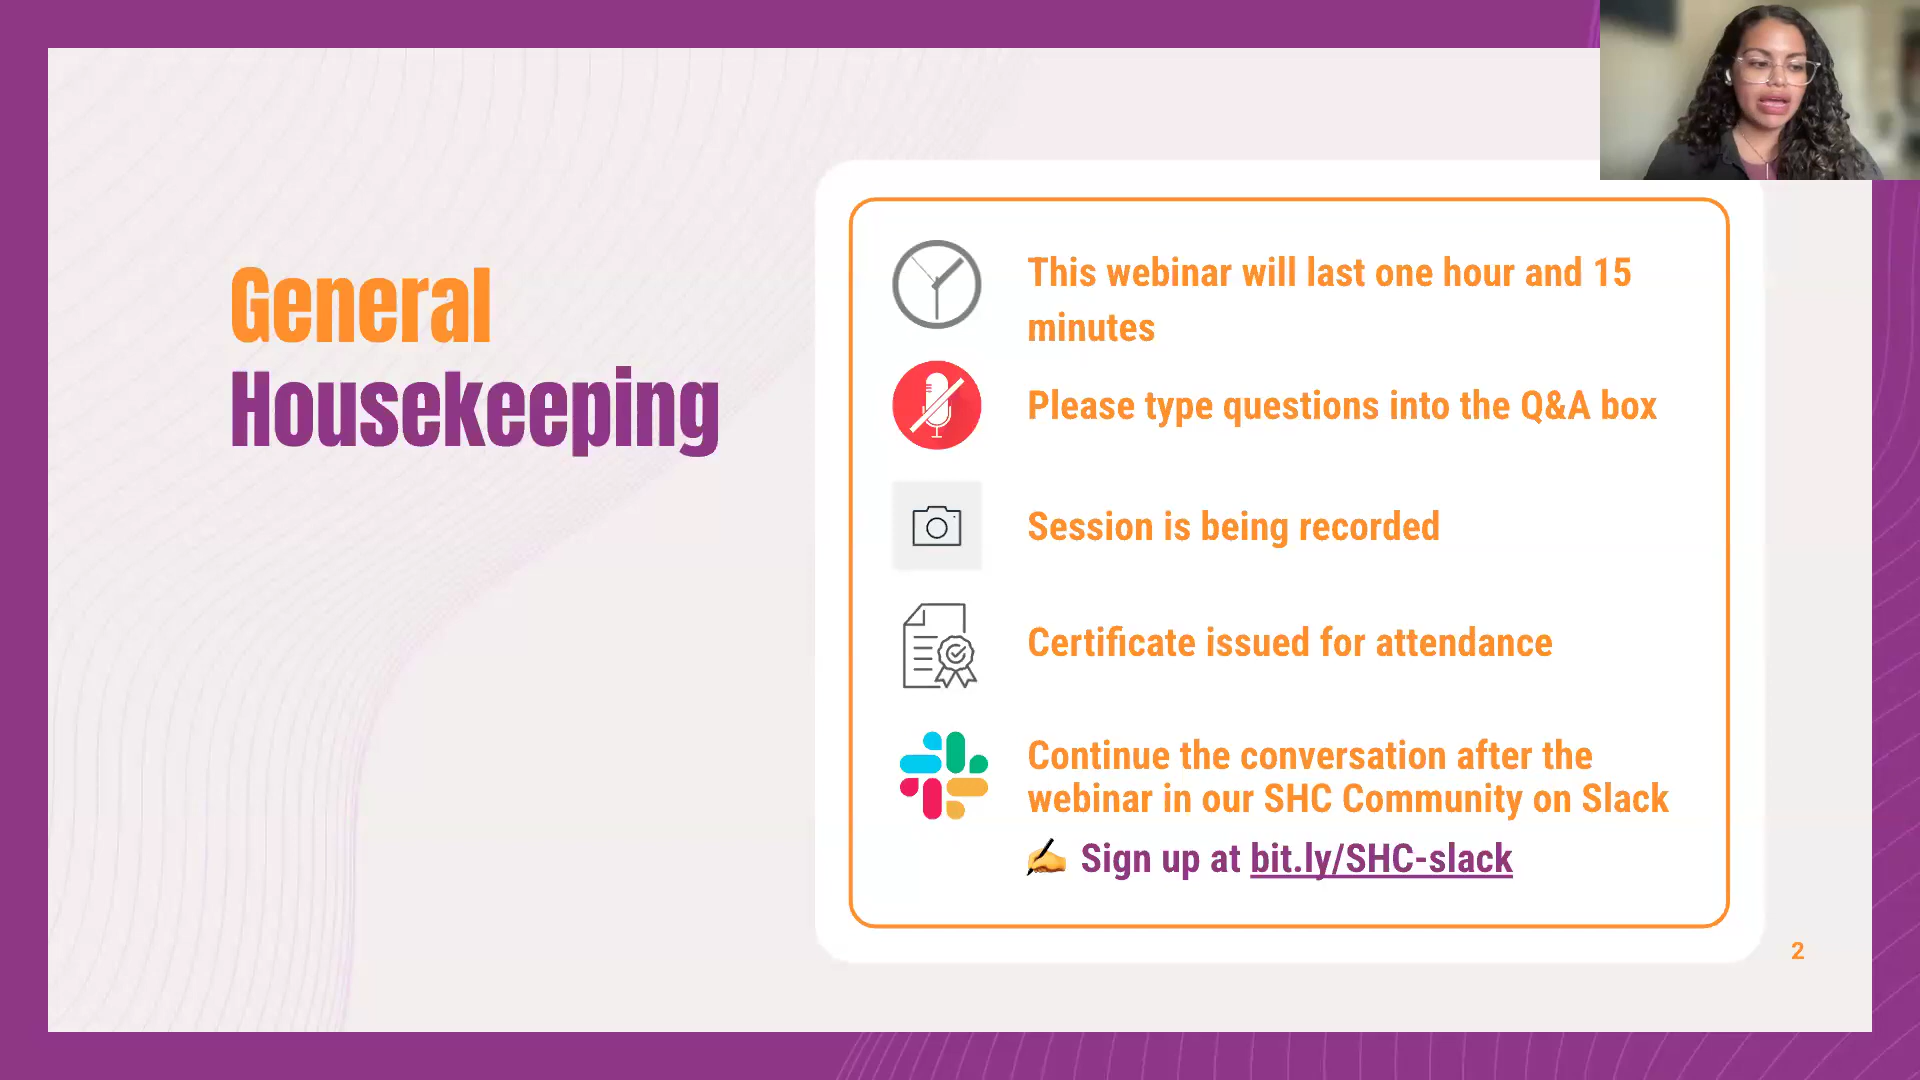 General
Housekeeping
This webinar will last one hour and 15
minutes
Please type questions into the Q&A box
Session is being recorded
Certificate issued for attendance
Continue the conversation after the
webinar in our SHC Community on Slack
✍ Sign up at bit.ly/SHC-slack
2